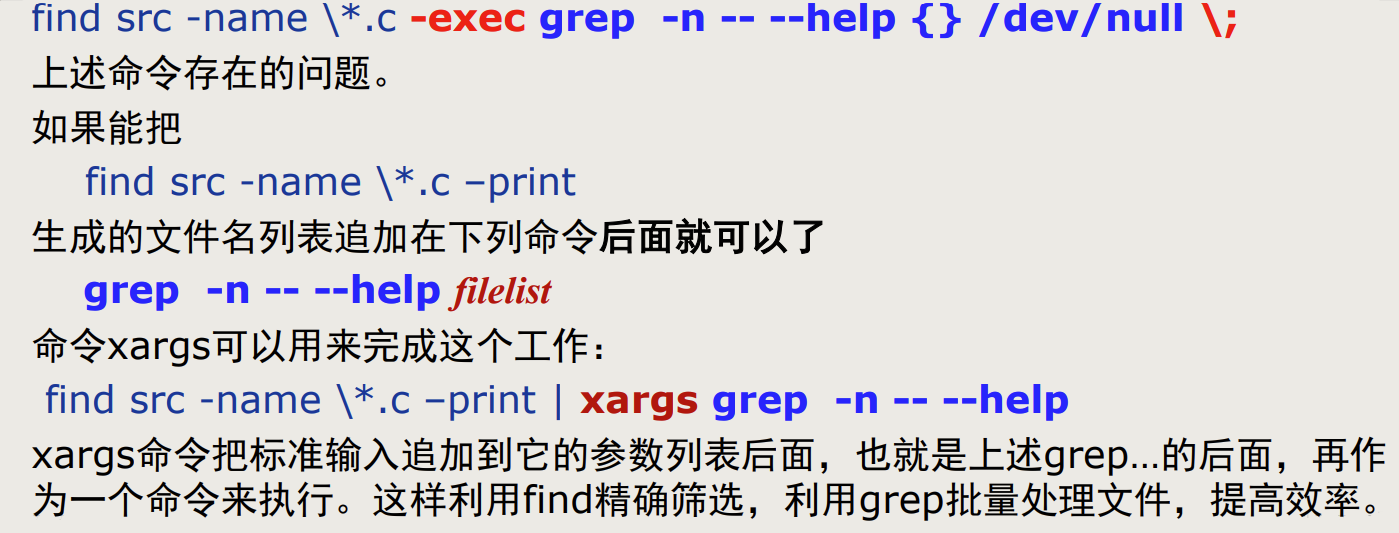 find src -name \*.c -exec grep  -n -- --help {} /dev/null \;
上述命令存在的问题。
如果能把
find src -name \*.c –print
生成的文件名列表追加在下列命令后面就可以了
grep  -n -- --help filelist
命令xargs可以用来完成这个工作：
find src -name \*.c –print | xargs grep  -n -- --help
xargs命令把标准输入追加到它的参数列表后面，也就是上述grep…的后面，再作
为一个命令来执行。这样利用find精确筛选，利用grep批量处理文件，提高效率。